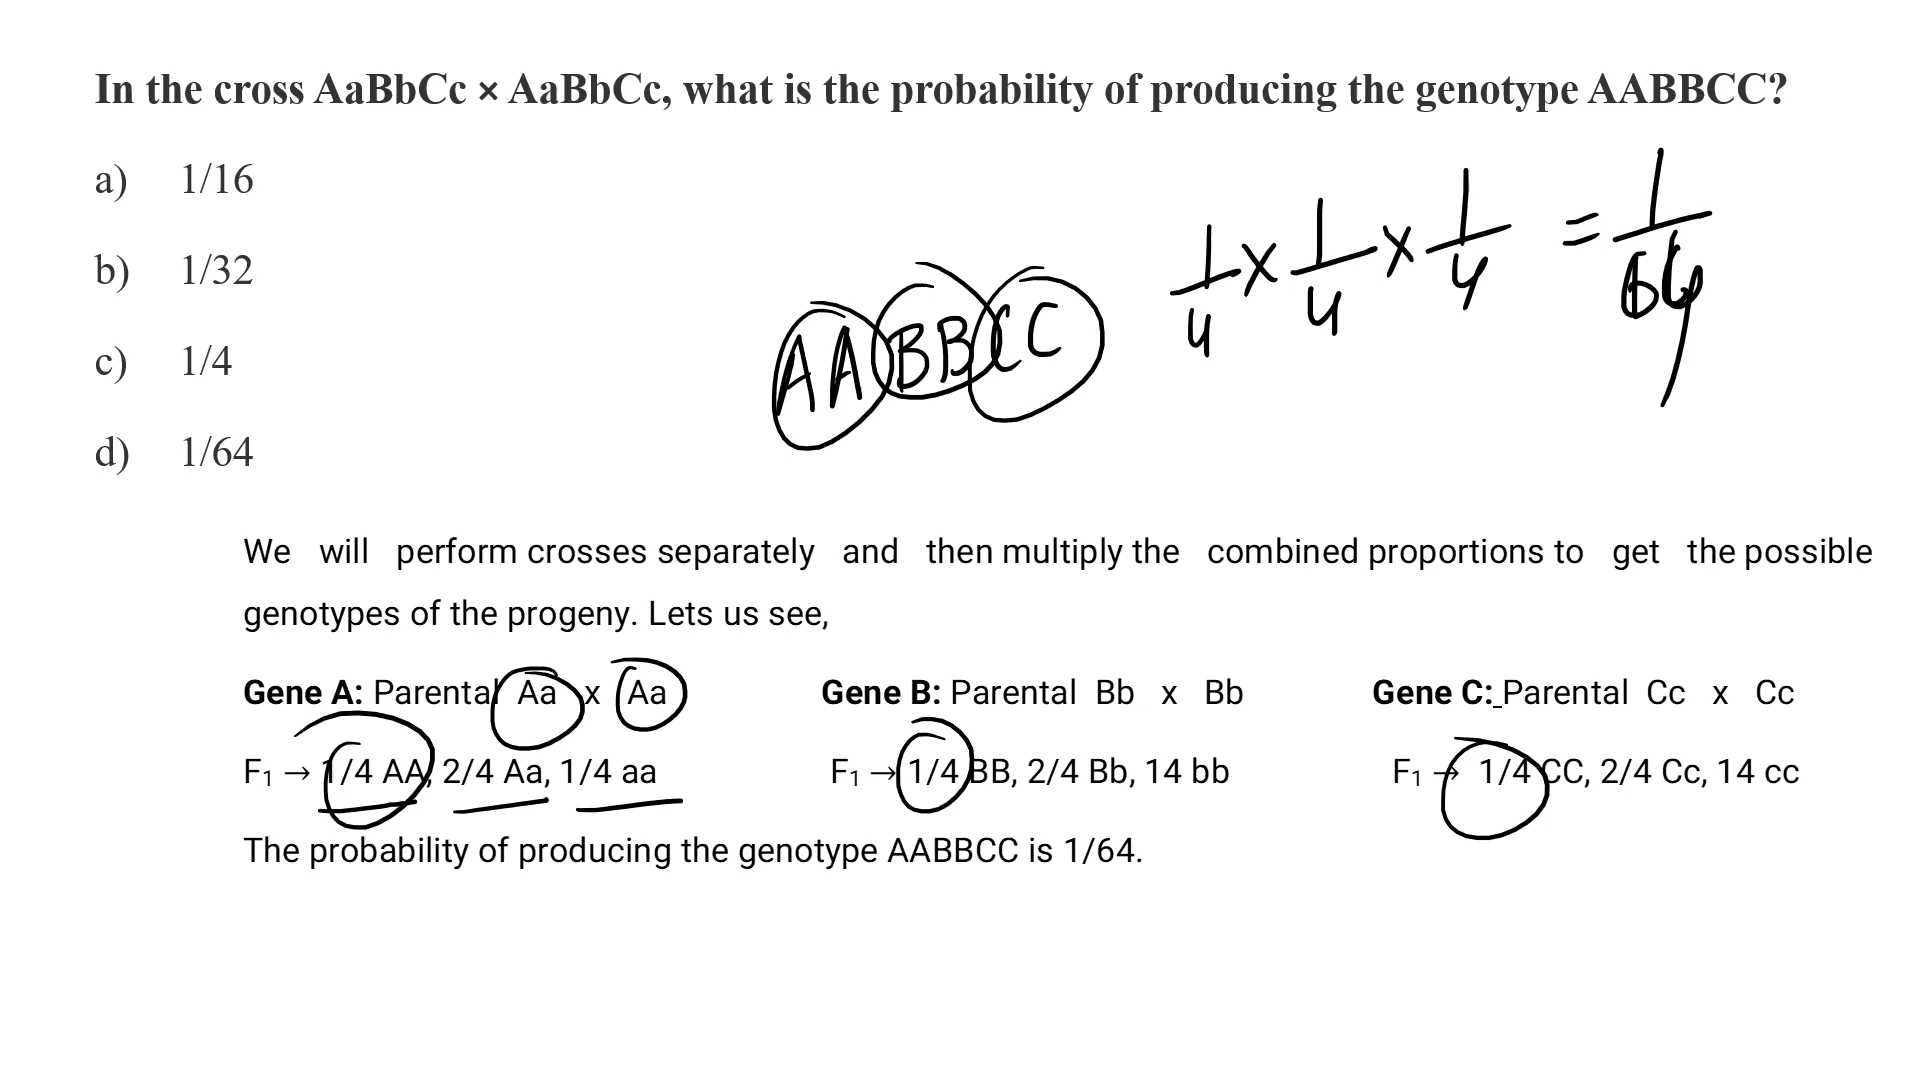 In the cross AaBbCc × AaBbCc, what is the probability of producing the genotype AABBCC?
a) 1/16
b) 1/32
c) 1/4
d) 1/64
AABBCC
1/4 x 1/4 x 1/4 = 1/64
We will perform crosses separately and then multiply the combined proportions to get the possible
genotypes of the progeny. Lets us see,
Gene A: Parental Aa x Aa Gene B: Parental Bb x Bb Gene C: Parental Cc x Cc
F₁ → 1/4 AA, 2/4 Aa, 1/4 aa F₁ → 1/4 BB, 2/4 Bb, 14 bb F₁ → 1/4 CC, 2/4 Cc, 14 cc
The probability of producing the genotype AABBCC is 1/64.